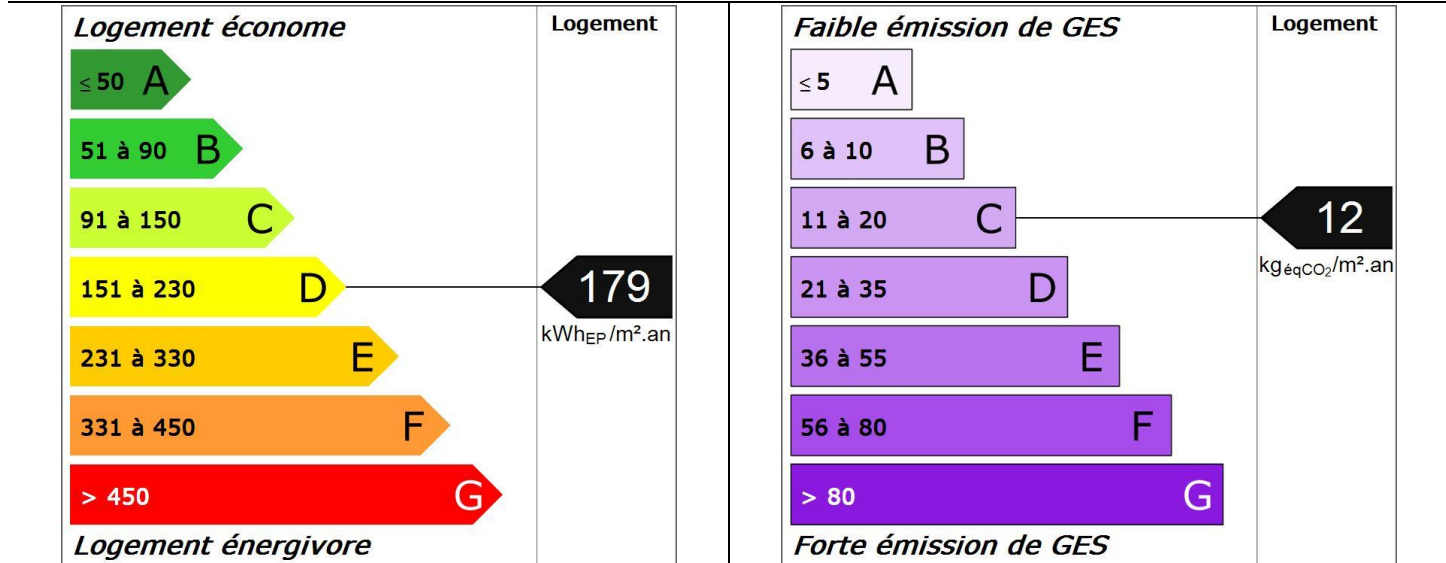 Logement économe Logement
≤ 50 A
51 à 90 B
91 à 150 C
151 à 230 D 179
kWhEP/m².an
231 à 330 E
331 à 450 F
> 450 G
Logement énergivore
Faible émission de GES Logement
≤ 5 A
6 à 10 B
11 à 20 C 12
kgéqCO₂/m².an
21 à 35 D
36 à 55 E
56 à 80 F
> 80 G
Forte émission de GES